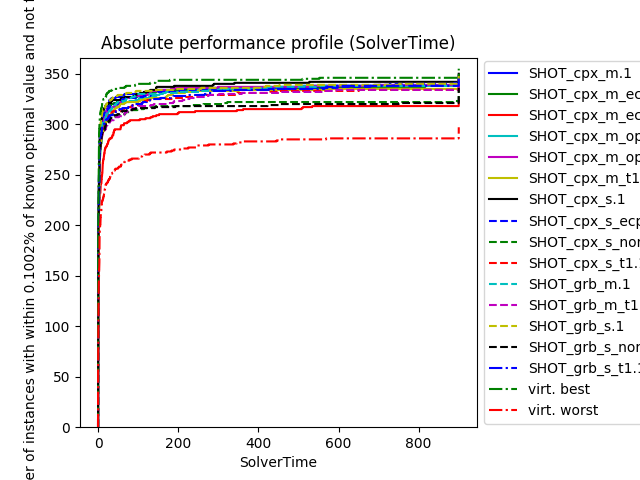 Absolute performance profile (SolverTime)
er of instances with within 0.1002% of known optimal value and not
350
300
250
200
150
100
50
0
0 200 400 600 800
SolverTime
SHOT_cpx_m.1
SHOT_cpx_m_ec
SHOT_cpx_m_ec
SHOT_cpx_m_op
SHOT_cpx_m_op
SHOT_cpx_m_t1
SHOT_cpx_s.1
SHOT_cpx_s_ecp
SHOT_cpx_s_nor
SHOT_cpx_s_t1.
SHOT_grb_m.1
SHOT_grb_m_t1
SHOT_grb_s.1
SHOT_grb_s_nor
SHOT_grb_s_t1.1
virt. best
virt. worst